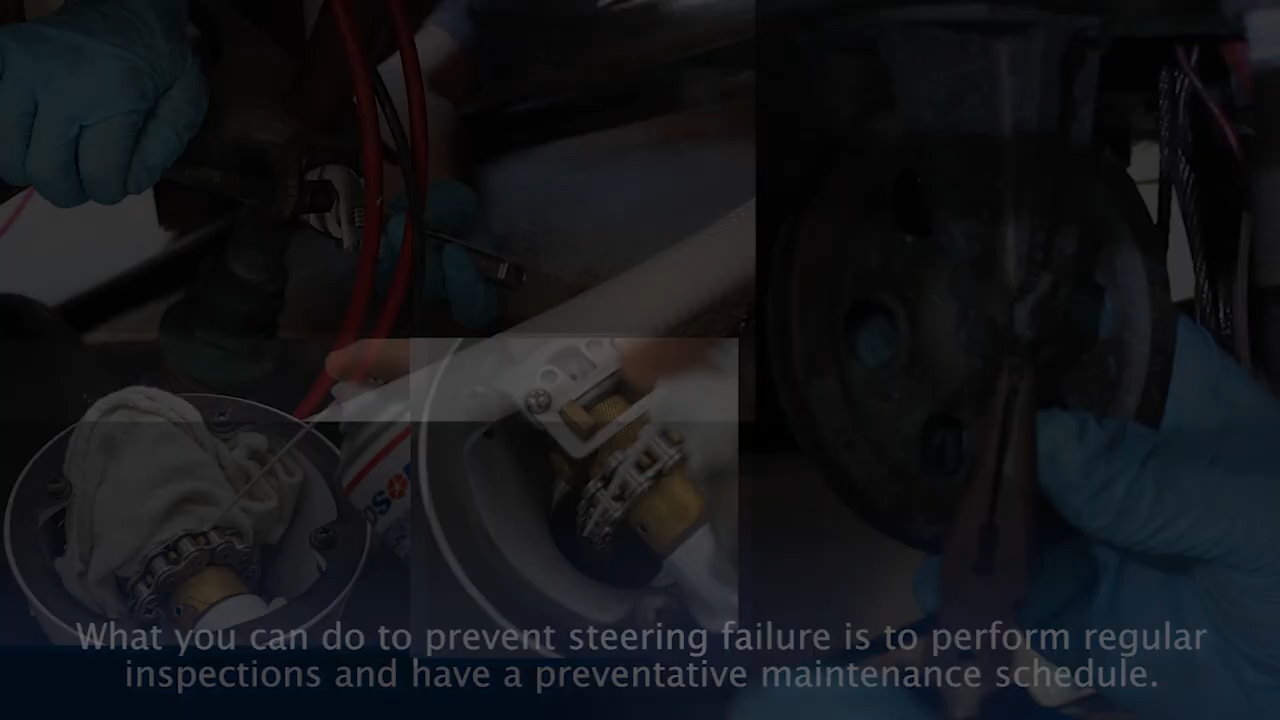 What you can do to prevent steering failure is to perform regular
inspections and have a preventative maintenance schedule.